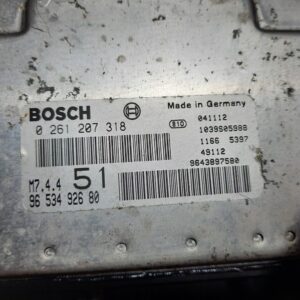 BOSCH
Made in Germany
0 261 207 318
041112
1039S05988
1166 5397
49112
9643897580
M7.4.4 51
96 534 926 80